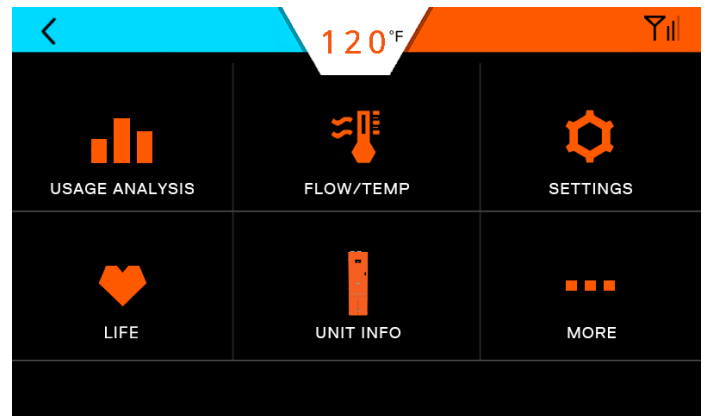 120°F
USAGE ANALYSIS
FLOW/TEMP
SETTINGS
LIFE
UNIT INFO
MORE